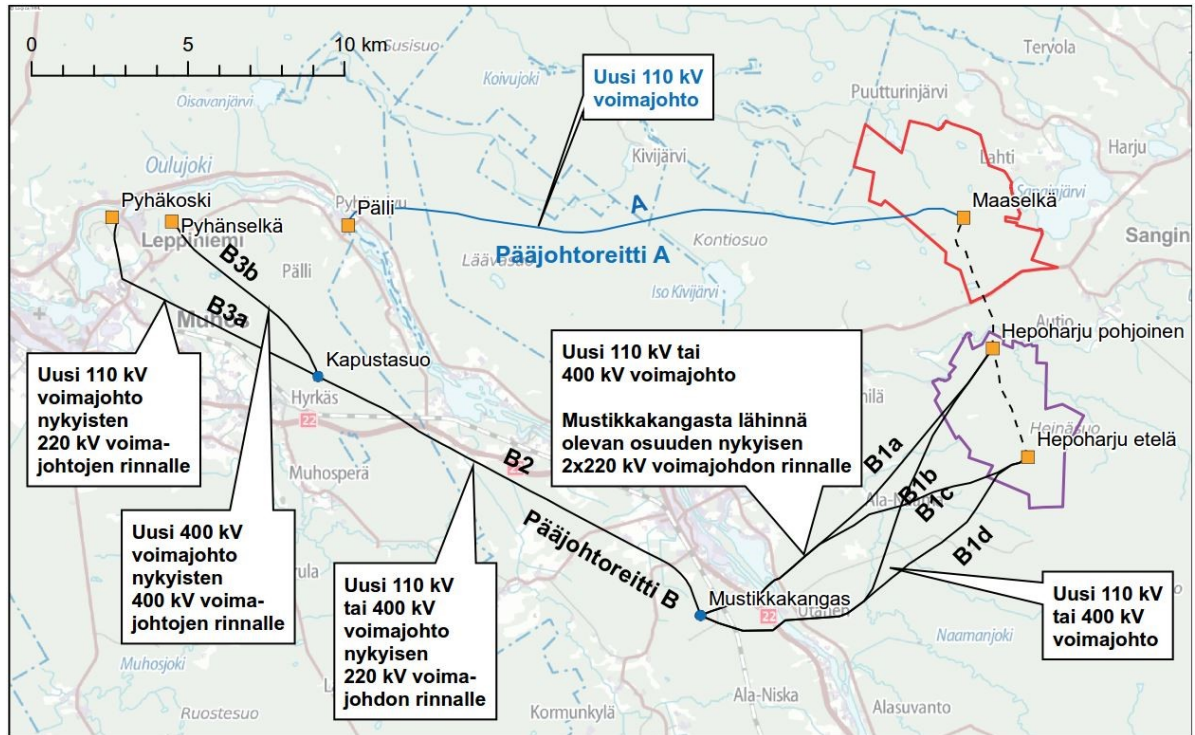 0 5 10 km
Susisuo
Tervola
Koivujoki
Puutturinjärvi
Oisavanjärvi
Uusi 110 kV
voimajohto
Kivijärvi
Lahti
Harju
Sanginjärvi
Oulujoki
Pyhäkoski
Pyhänselkä
Leppiniemi
Pälli
A
Maaselkä
Kontiosuo
Sangin
Pääjohtoreitti A
Läävasuo
Iso Kivijärvi
Pälli
B3b
B3a
Muhos
Kapustasuo
Hyrkäs
22
Autio
Hepoharju pohjoinen
Uusi 110 kV
voimajohto
nykyisten
220 kV voima-
johtojen rinnalle
Uusi 110 kV tai
400 kV voimajohto
Mustikkakangasta lähinnä
olevan osuuden nykyisen
2x220 kV voimajohdon rinnalle
Heinäsuo
Hepoharju etelä
Muhosperä
B2
22
B1a
B1b
B1c
B1d
Pääjohtoreitti B
Uusi 400 kV
voimajohto
nykyisten
400 kV voima-
johtojen rinnalle
Uusi 110 kV
tai 400 kV
voimajohto
nykyisen
220 kV voima-
johdon rinnalle
Mustikkakangas
22
Utanen
Uusi 110 kV
tai 400 kV
voimajohto
Naamanjoki
Muhosjoki
Ala-Niska
Alasuvanto
Ruostesuo
Kormunkylä